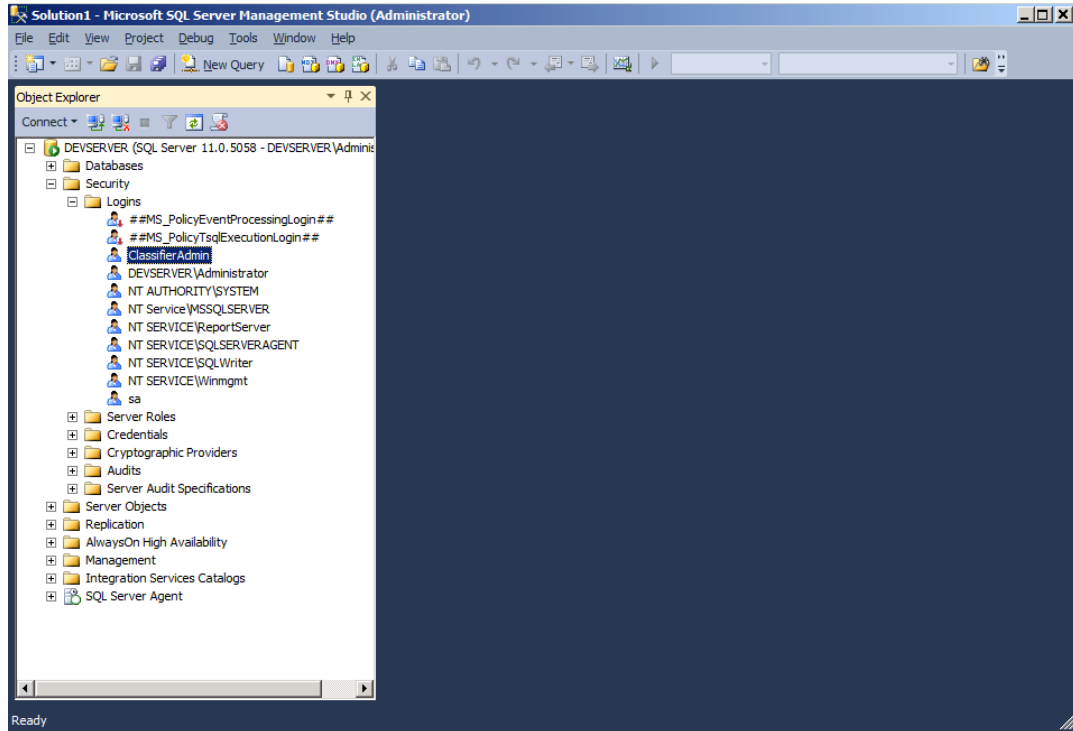 Solution1 - Microsoft SQL Server Management Studio (Administrator)
File Edit View Project Debug Tools Window Help
New Query
Object Explorer
Connect
DEVSERVER (SQL Server 11.0.5058 - DEVSERVER\Adminis
Databases
Security
Logins
##MS_PolicyEventProcessingLogin##
##MS_PolicyTsqlExecutionLogin##
ClassifierAdmin
DEVSERVER\Administrator
NT AUTHORITY\SYSTEM
NT Service\MSSQLSERVER
NT SERVICE\ReportServer
NT SERVICE\SQLSERVERAGENT
NT SERVICE\SQLWriter
NT SERVICE\Winmgmt
sa
Server Roles
Credentials
Cryptographic Providers
Audits
Server Audit Specifications
Server Objects
Replication
AlwaysOn High Availability
Management
Integration Services Catalogs
SQL Server Agent
Ready